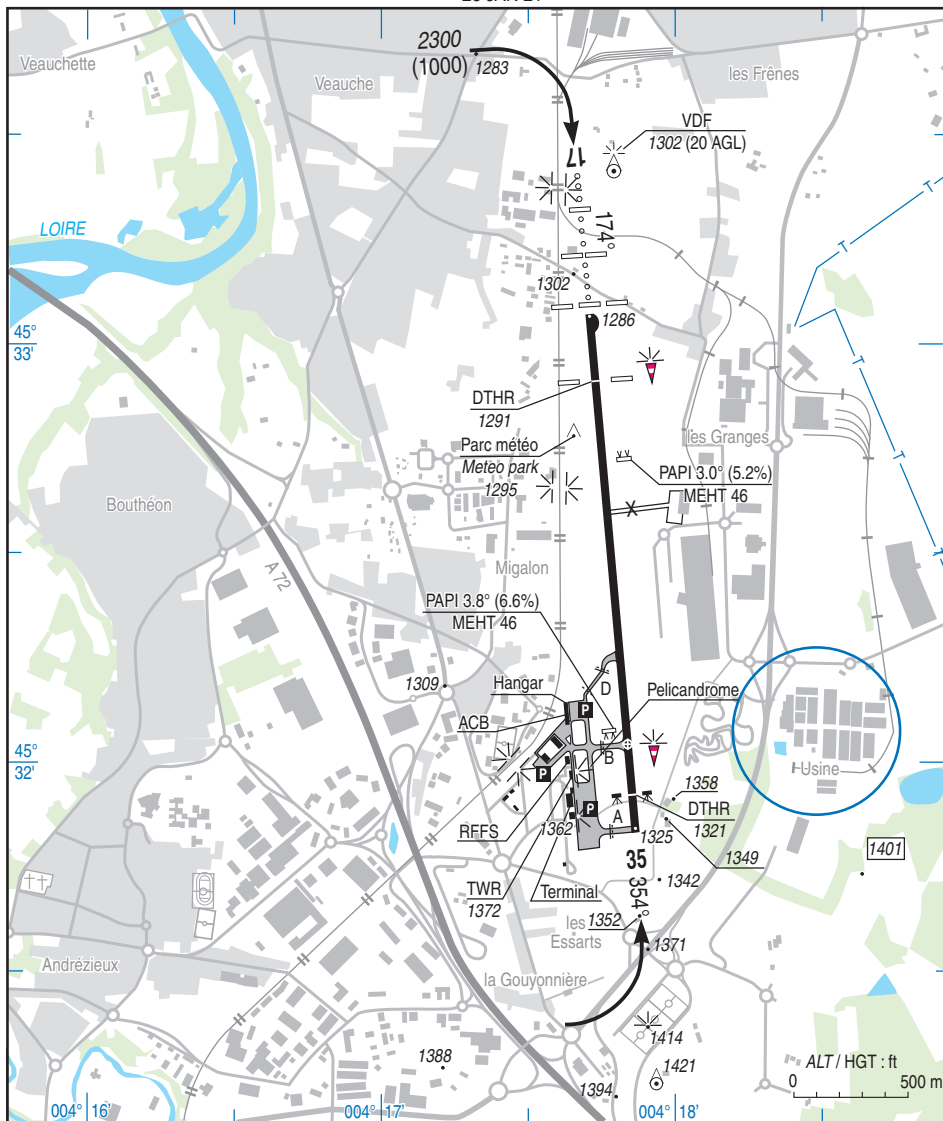 Veauchette
Veauche
2300
(1000)
1283
les Frênes
VDF
1302 (20 AGL)
17
LOIRE
174°
1302
1286
45°
33'
DTHR
1291
Parc météo
Meteo park
1295
les Granges
PAPI 3.0° (5.2%)
MEHT 46
X
Bouthéon
A 72
Migalon
PAPI 3.8° (6.6%)
MEHT 46
1309
Hangar
D
Pelicandrome
P
ACB
45°
32'
B
P
Usine
P
1358
A
DTHR
1321
RFFS
1362
1325
1349
1401
35
354°
TWR
1372
Terminal
1342
les
Essarts
1352
1371
Andrézieux
la Gouyonnière
1414
1388
1421
1394
ALT / HGT : ft
0
500 m
004° 16'
004° 17'
004° 18'
T
T
T
T
T